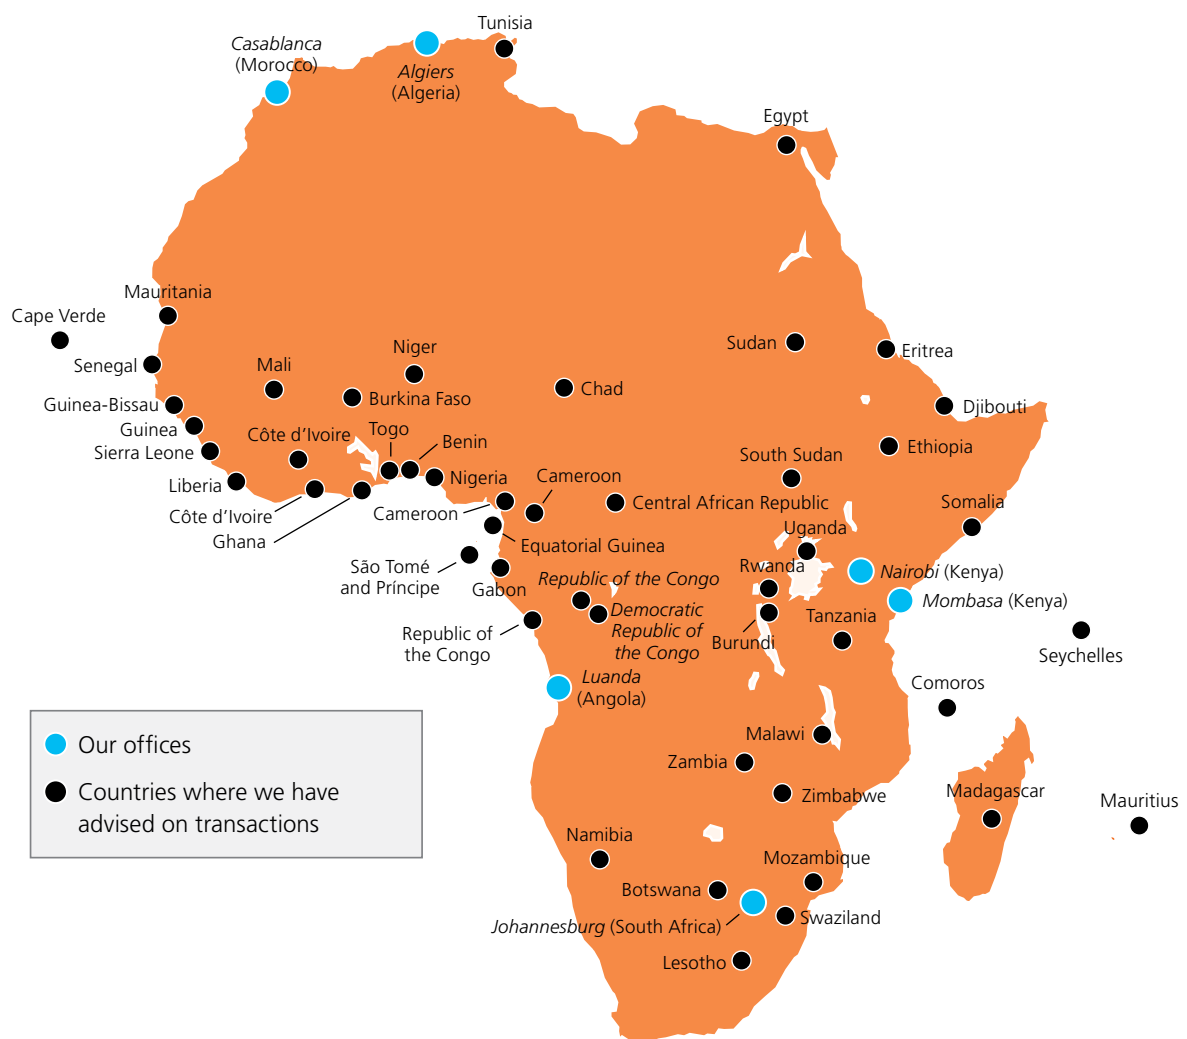 Tunisia
Casablanca
(Morocco)
Algiers
(Algeria)
Egypt
Mauritania
Cape Verde
Sudan
Eritrea
Niger
Mali
Senegal
Chad
Burkina Faso
Guinea-Bissau
Djibouti
Guinea
Togo
Côte d’Ivoire
Benin
Ethiopia
Sierra Leone
South Sudan
Nigeria
Cameroon
Liberia
Central African Republic
Somalia
Cameroon
Côte d’Ivoire
Uganda
Ghana
Equatorial Guinea
São Tomé
and Príncipe
Rwanda
Nairobi (Kenya)
Republic of the Congo
Gabon
Mombasa (Kenya)
Democratic
Republic of
the Congo
Tanzania
Republic of
the Congo
Burundi
Seychelles
Luanda
(Angola)
Comoros
Malawi
Our offices
Zambia
Countries where we have
advised on transactions
Zimbabwe
Madagascar
Mauritius
Namibia
Mozambique
Botswana
Swaziland
Johannesburg (South Africa)
Lesotho